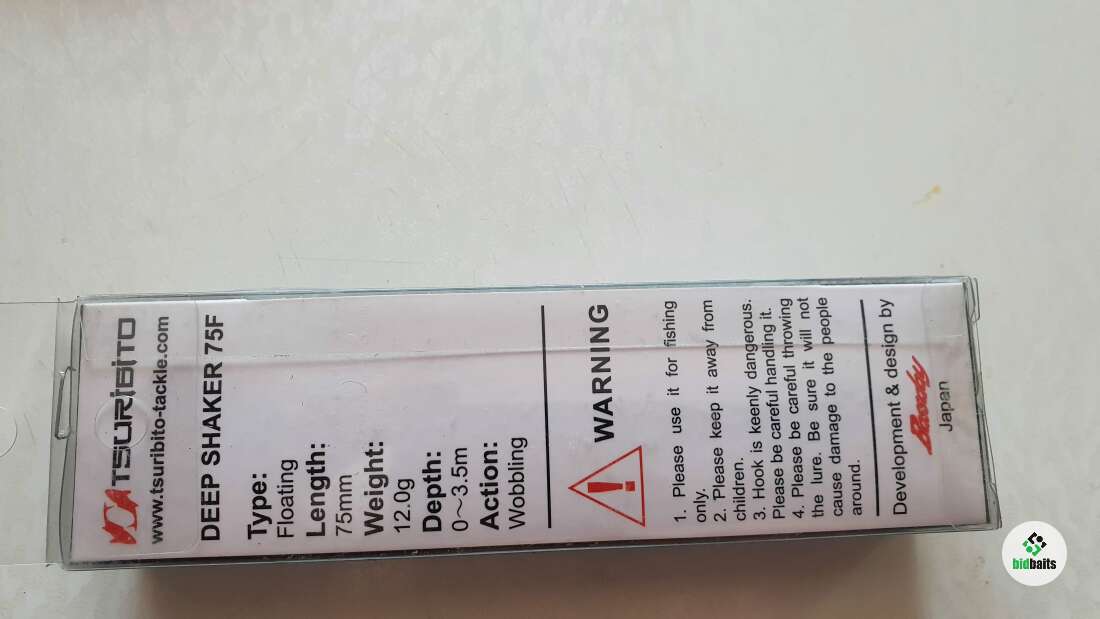 TSURIBITO
www.tsuribito-tackle.com
DEEP SHAKER 75F
Type:
Floating
Length:
75mm
Weight:
12.0g
Depth:
0~3.5m
Action:
Wobbling
WARNING
1. Please use it for fishing
only.
2. Please keep it away from
children.
3. Hook is keenly dangerous.
Please be careful handling it.
4. Please be careful throwing
the lure. Be sure it will not
cause damage to the people
around.
Development & design by
Japan
bidbaits